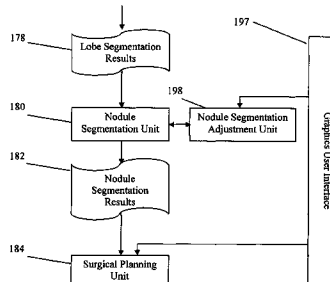 178
Lobe Segmentation
Results
197
180
198
Nodule
Segmentation Unit
Nodule Segmentation
Adjustment Unit
182
Nodule
Segmentation
Results
184
Surgical Planning
Unit
Graphics User Interface